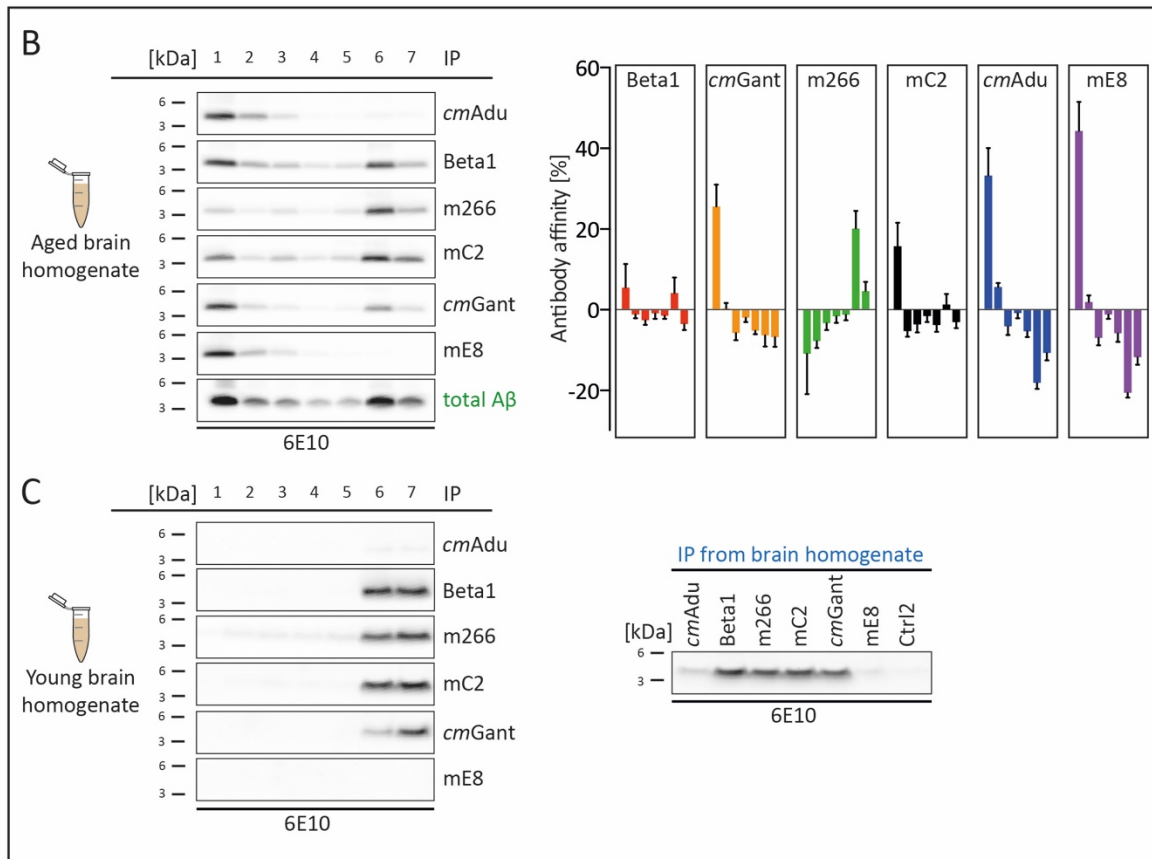 B
[kDa] 1 2 3 4 5 6 7 IP
6
3
cmAdu
6
3
Beta1
6
3
m266
6
3
mC2
6
3
cmGant
6
3
mE8
6
3
total Aβ
6E10
Aged brain
homogenate
Antibody affinity [%]
60
40
20
0
-20
Beta1 cmGant m266 mC2 cmAdu mE8
C
[kDa] 1 2 3 4 5 6 7 IP
6
3
cmAdu
6
3
Beta1
6
3
m266
6
3
mC2
6
3
cmGant
6
3
mE8
6E10
Young brain
homogenate
IP from brain homogenate
cmAdu Beta1 m266 mC2 cmGant mE8 Ctrl2
[kDa]
6
3
6E10